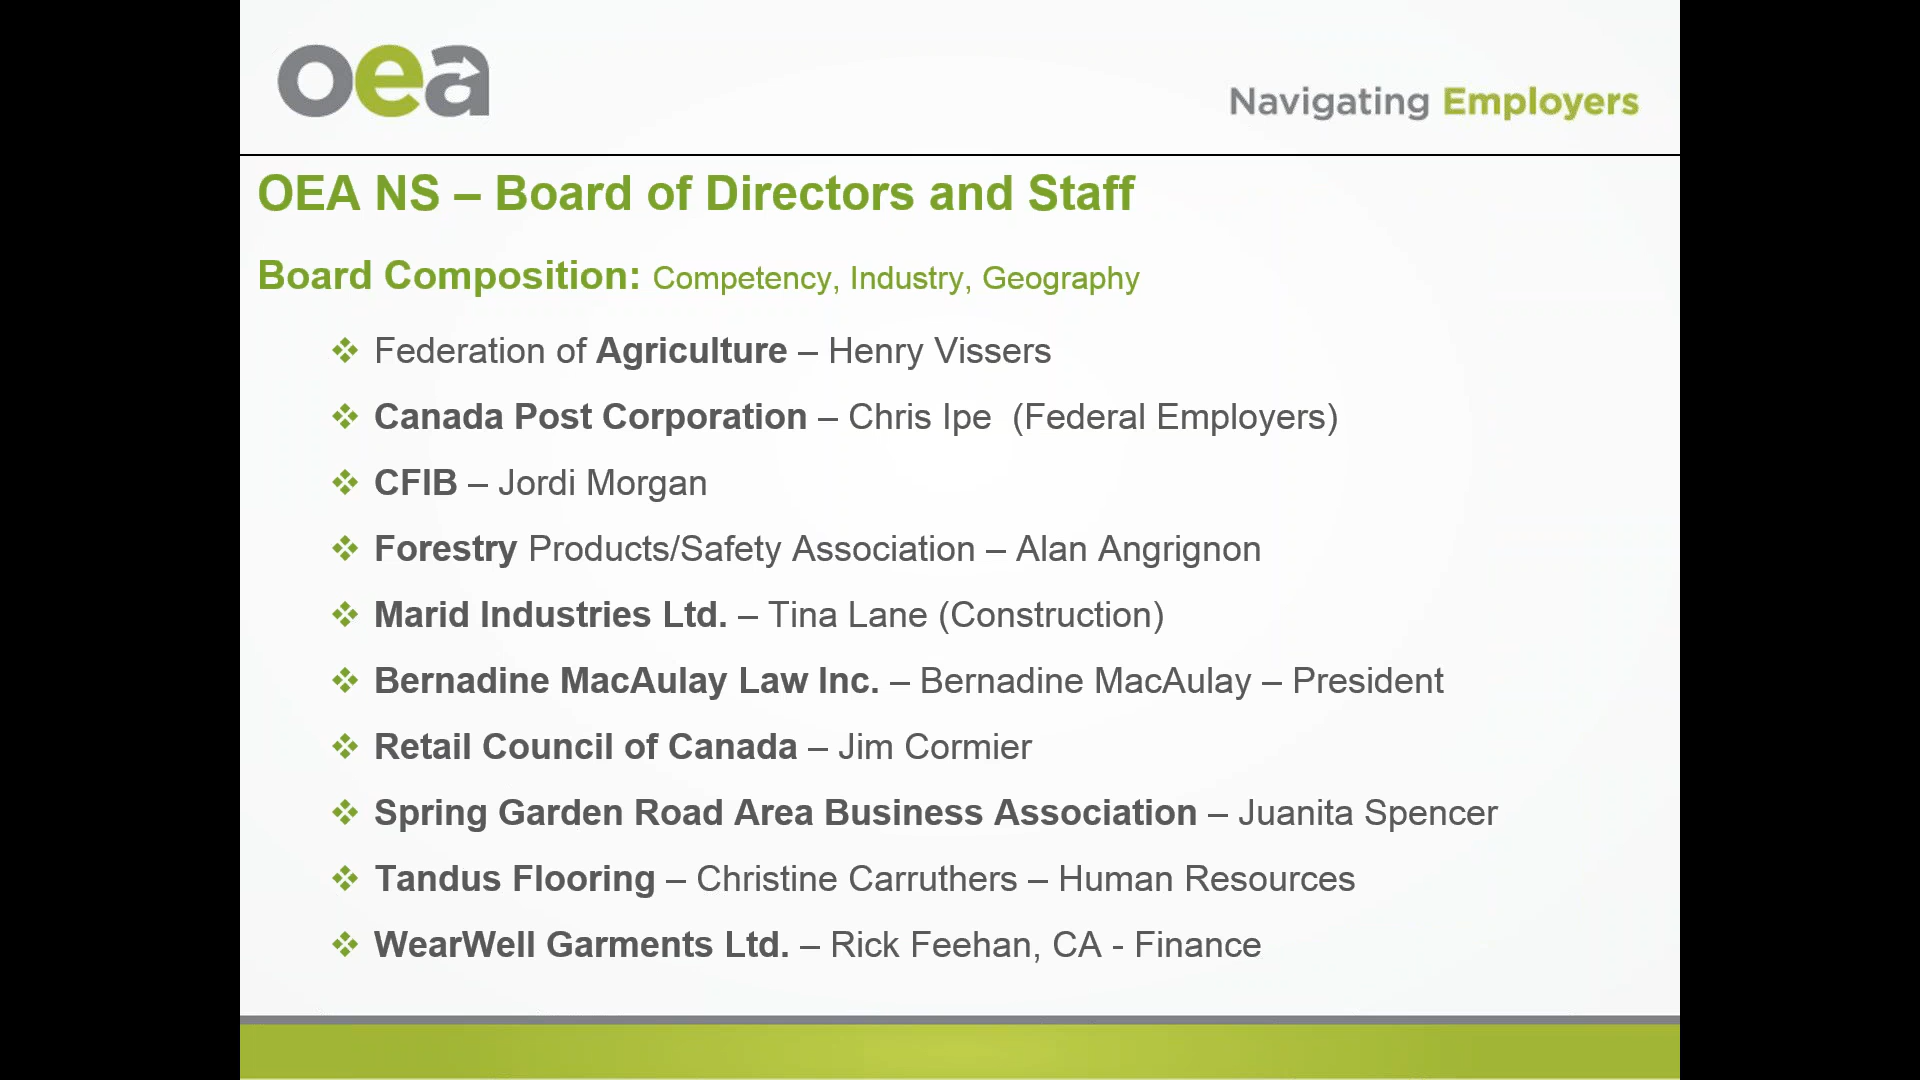 oea
Navigating Employers
OEA NS – Board of Directors and Staff
Board Composition: Competency, Industry, Geography
Federation of Agriculture – Henry Vissers
Canada Post Corporation – Chris Ipe (Federal Employers)
CFIB – Jordi Morgan
Forestry Products/Safety Association – Alan Angrignon
Marid Industries Ltd. – Tina Lane (Construction)
Bernadine MacAulay Law Inc. – Bernadine MacAulay – President
Retail Council of Canada – Jim Cormier
Spring Garden Road Area Business Association – Juanita Spencer
Tandus Flooring – Christine Carruthers – Human Resources
WearWell Garments Ltd. – Rick Feehan, CA - Finance